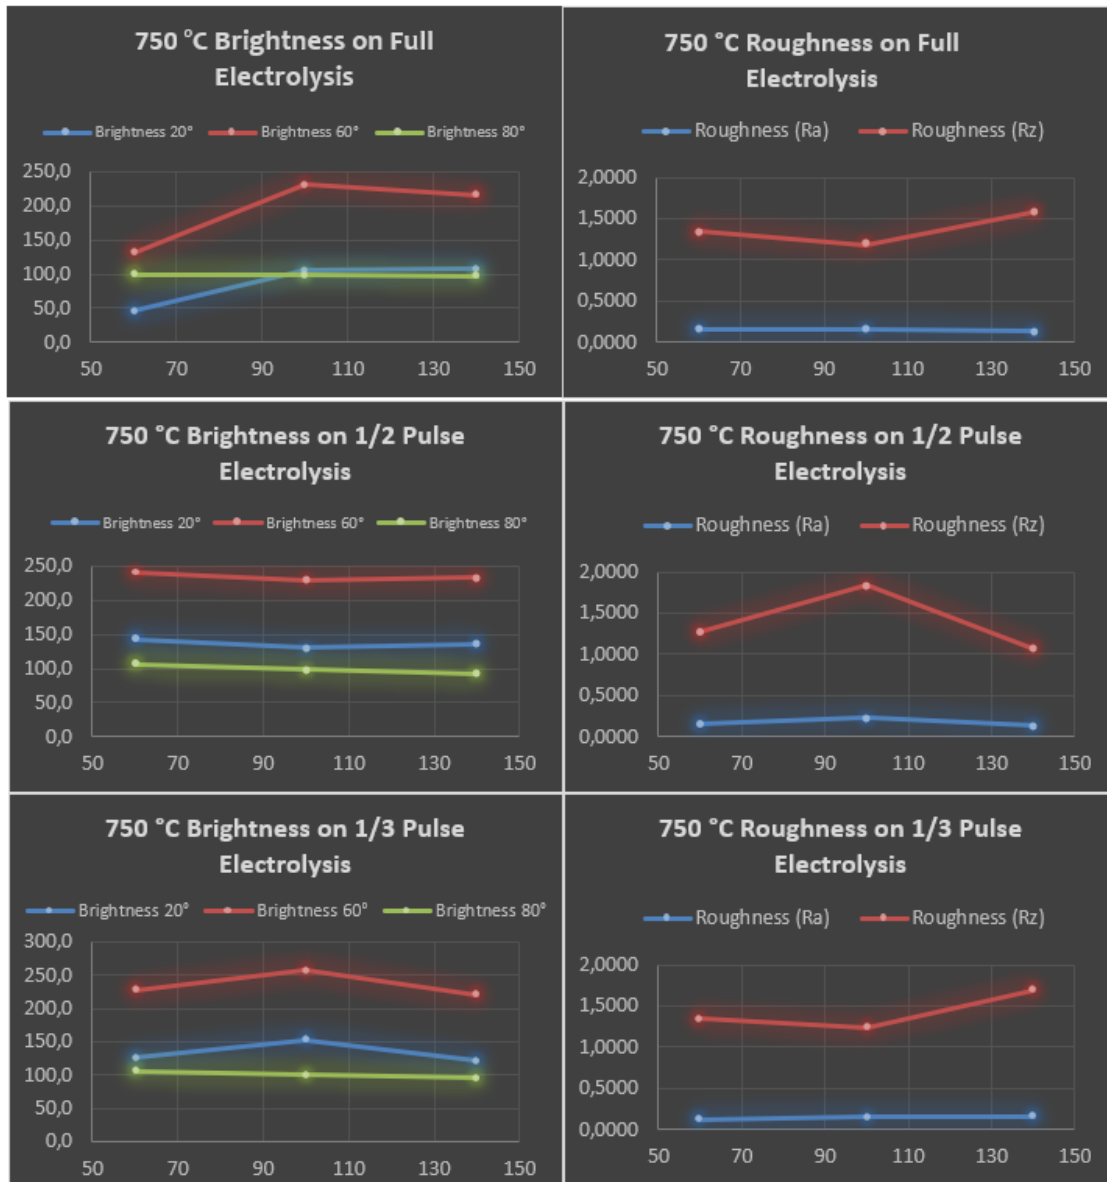 750 °C Brightness on Full
Electrolysis
Brightness 20° Brightness 60° Brightness 80°
250,0
200,0
150,0
100,0
50,0
0,0
50 70 90 110 130 150
750 °C Roughness on Full
Electrolysis
Roughness (Ra) Roughness (Rz)
2,0000
1,5000
1,0000
0,5000
0,0000
50 70 90 110 130 150
750 °C Brightness on 1/2 Pulse
Electrolysis
Brightness 20° Brightness 60° Brightness 80°
250,0
200,0
150,0
100,0
50,0
0,0
50 70 90 110 130 150
750 °C Roughness on 1/2 Pulse
Electrolysis
Roughness (Ra) Roughness (Rz)
2,0000
1,5000
1,0000
0,5000
0,0000
50 70 90 110 130 150
750 °C Brightness on 1/3 Pulse
Electrolysis
Brightness 20° Brightness 60° Brightness 80°
300,0
250,0
200,0
150,0
100,0
50,0
0,0
50 70 90 110 130 150
750 °C Roughness on 1/3 Pulse
Electrolysis
Roughness (Ra) Roughness (Rz)
2,0000
1,5000
1,0000
0,5000
0,0000
50 70 90 110 130 150